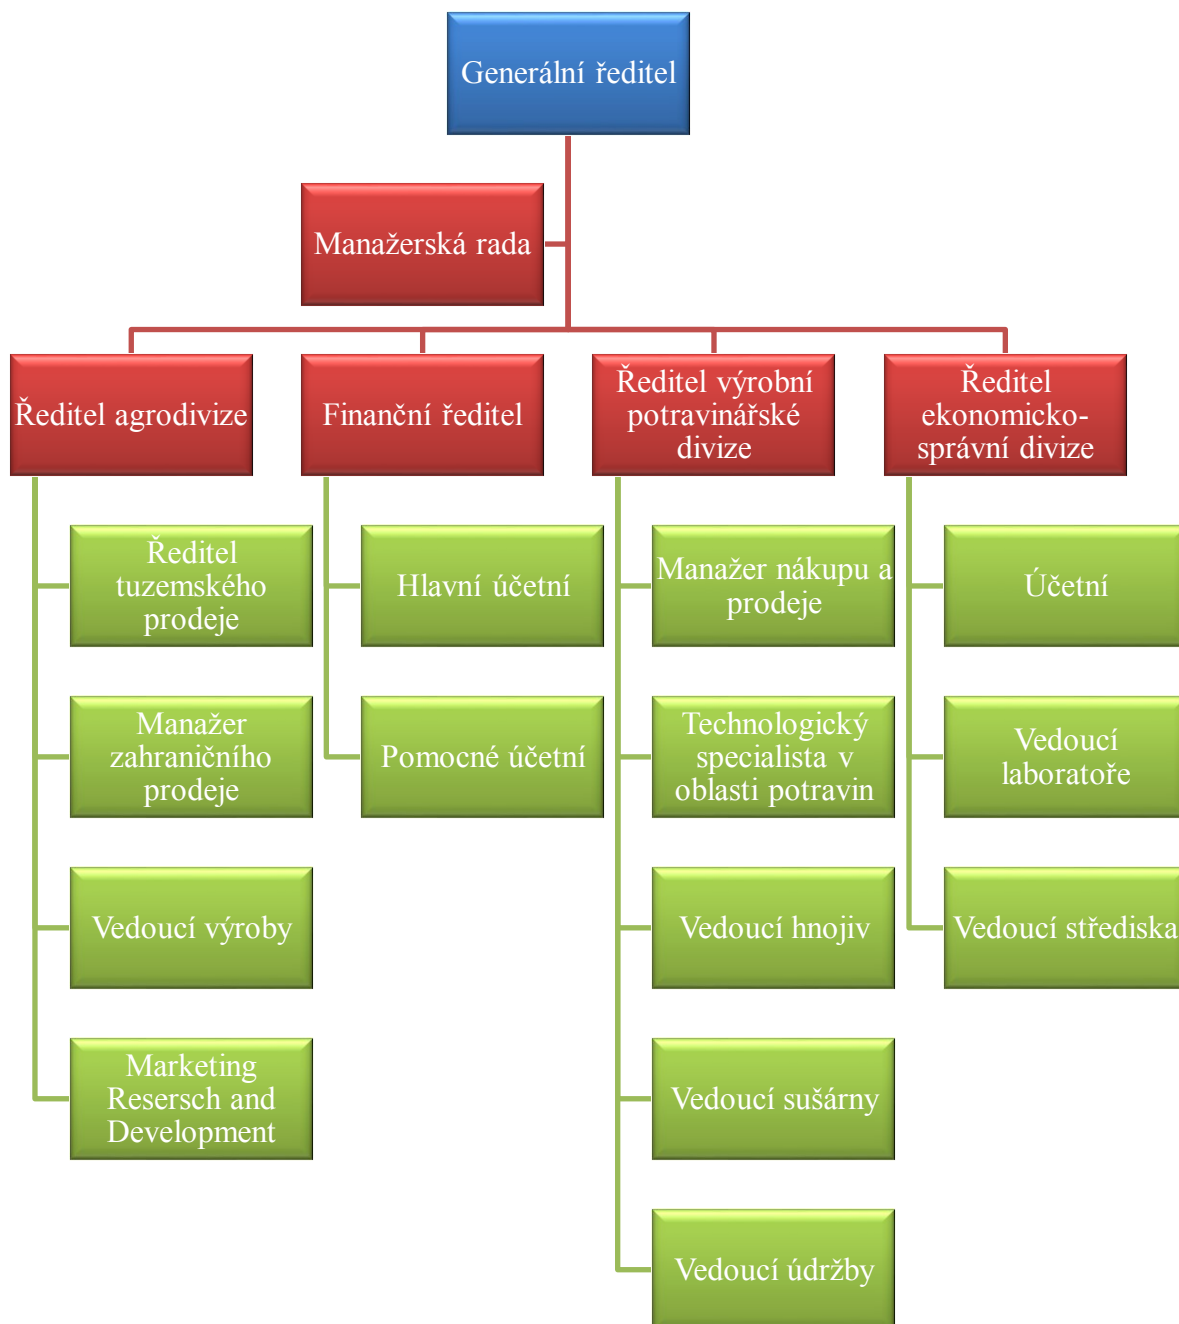 Generální ředitel
Manažerská rada
Ředitel agrodivize
Finanční ředitel
Ředitel výrobní
potravinářské
divize
Ředitel
ekonomicko-
správní divize
Ředitel
tuzemského
prodeje
Hlavní účetní
Manažer nákupu a
prodeje
Účetní
Manažer
zahraničního
prodeje
Pomocné účetní
Technologický
specialista v
oblasti potravin
Vedoucí
laboratoře
Vedoucí výroby
Vedoucí hnojiv
Vedoucí střediska
Marketing
Resersch and
Development
Vedoucí sušárny
Vedoucí údržby